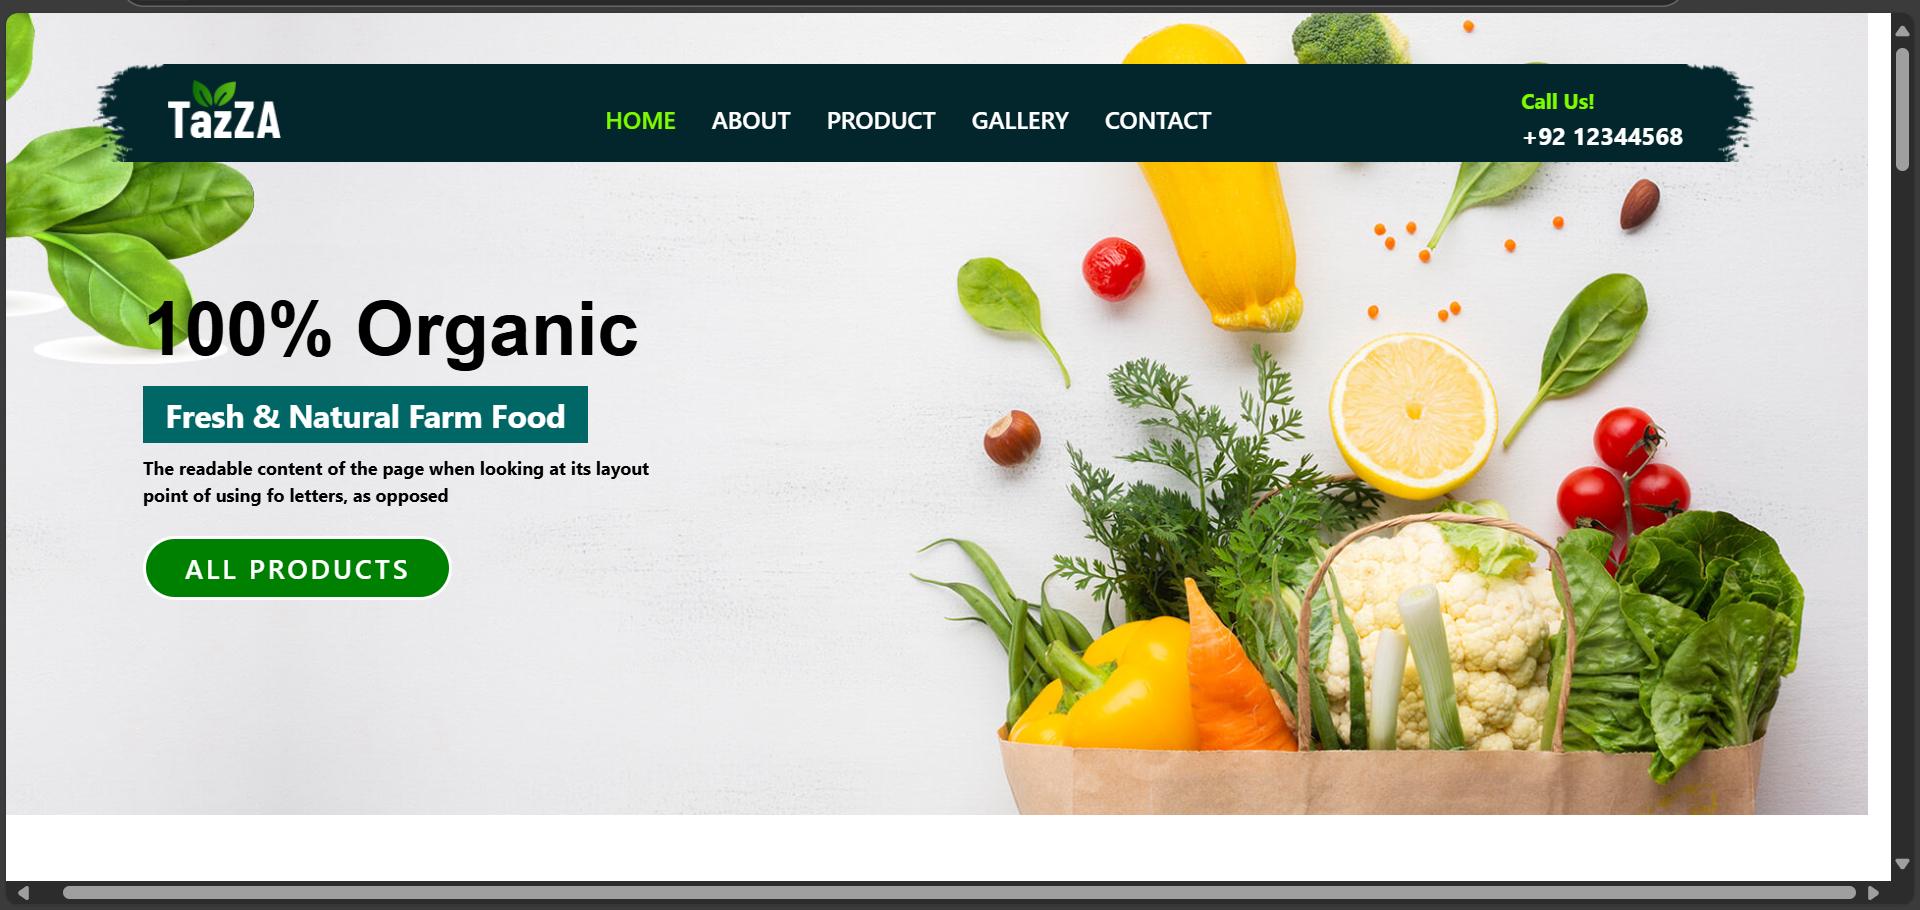 TazZA
HOME ABOUT PRODUCT GALLERY CONTACT
Call Us!
+92 12344568
100% Organic
Fresh & Natural Farm Food
The readable content of the page when looking at its layout
point of using fo letters, as opposed
ALL PRODUCTS